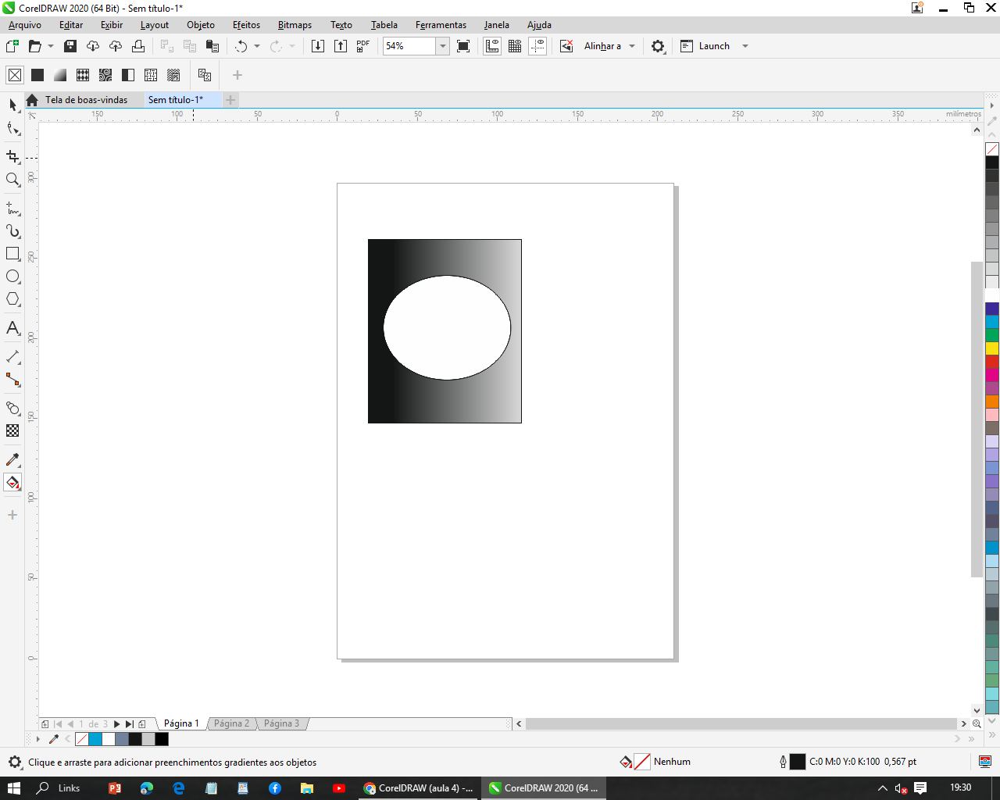 CorelDRAW 2020 (64 Bit) - Sem título-1*
Arquivo Editar Exibir Layout Objeto Efeitos Bitmaps Texto Tabela Ferramentas Janela Ajuda
PDF 54% Alinhar a Launch
Tela de boas-vindas Sem título-1*
150 100 50 0 50 100 150 200 250 300 350 milímetros
300
250
200
150
100
50
0
1 de 3 Página 1 Página 2 Página 3
Clique e arraste para adicionar preenchimentos gradientes aos objetos Nenhum C:0 M:0 Y:0 K:100 0,567 pt
Links CorelDRAW (aula 4) -... CorelDRAW 2020 (64 ... 19:30